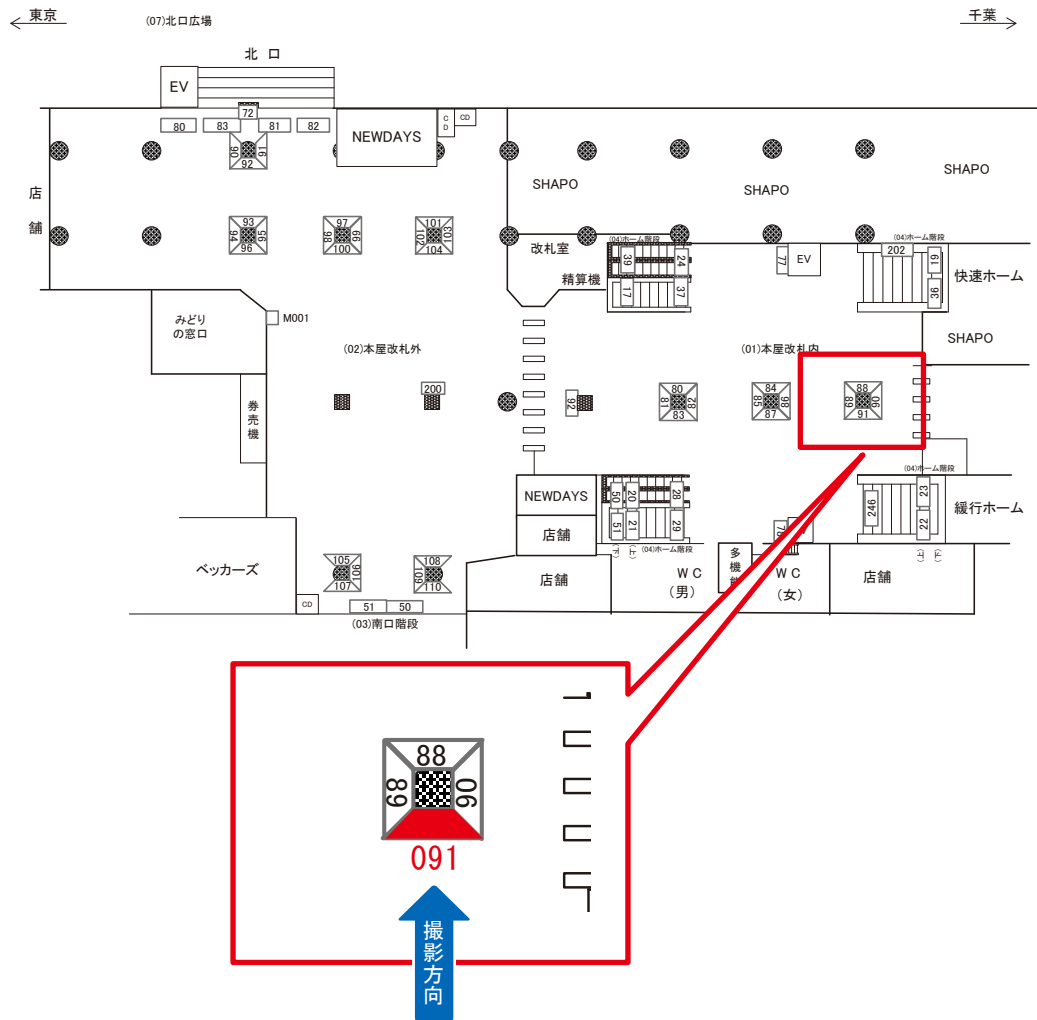 東京
(07)北口広場
千葉
北 口
EV
72
80
83
81
82
NEWDAYS
CD
CD
90
91
92
店舗
SHAPO
SHAPO
SHAPO
93
94
95
96
97
98
99
100
101
102
103
104
改札室
精算機
(04)ホーム階段
39
24
17
37
77
EV
(04)ホーム階段
202
19
36
快速ホーム
みどり
の窓口
M001
(02)本屋改札外
(01)本屋改札内
SHAPO
200
92
80
81
82
83
84
85
86
87
88
89
90
91
券売機
(04)ホーム階段
NEWDAYS
店舗
50
20
28
51
21
29
(下)
(上)
(04)ホーム階段
246
23
22
緩行ホーム
ベッカーズ
105
106
107
108
109
110
店舗
WC
(男)
多機能
WC
(女)
店舗
CD
51
50
(03)南口階段
88
89
90
091
撮影方向